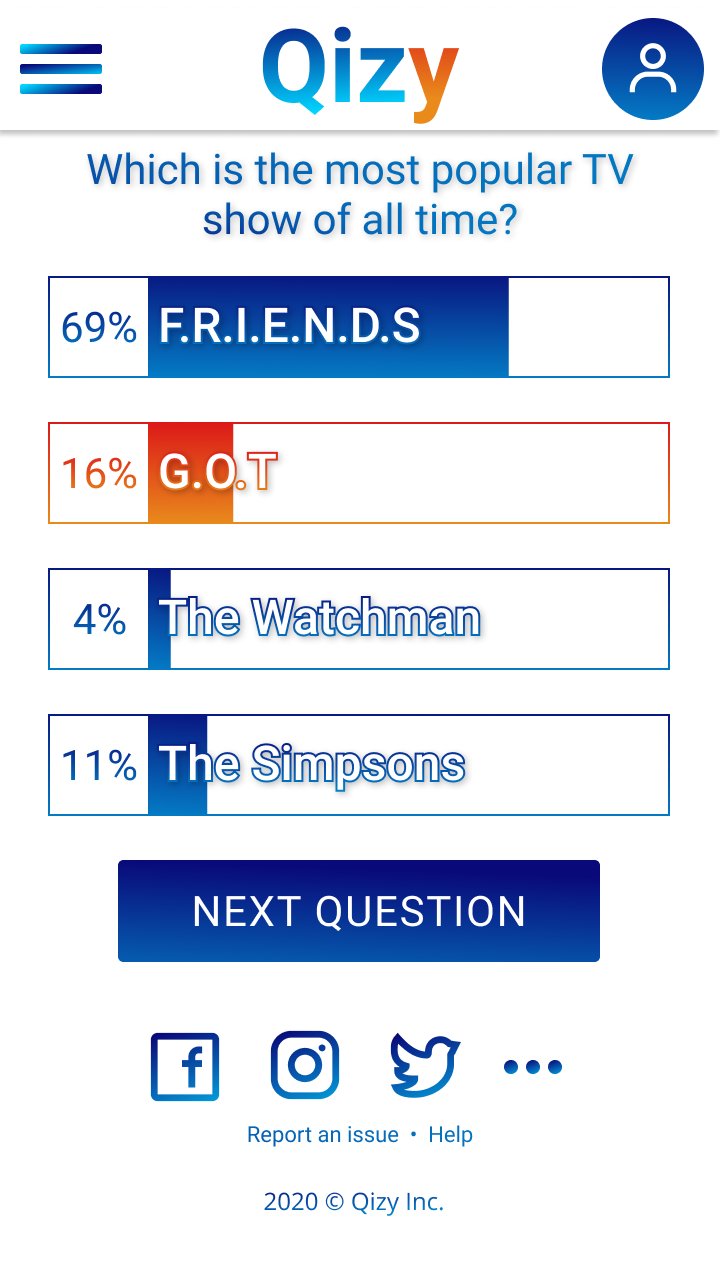 Qizy
Which is the most popular TV
show of all time?
69% F.R.I.E.N.D.S
16% G.O.T
4% The Watchman
11% The Simpsons
NEXT QUESTION
Report an issue • Help
2020 © Qizy Inc.